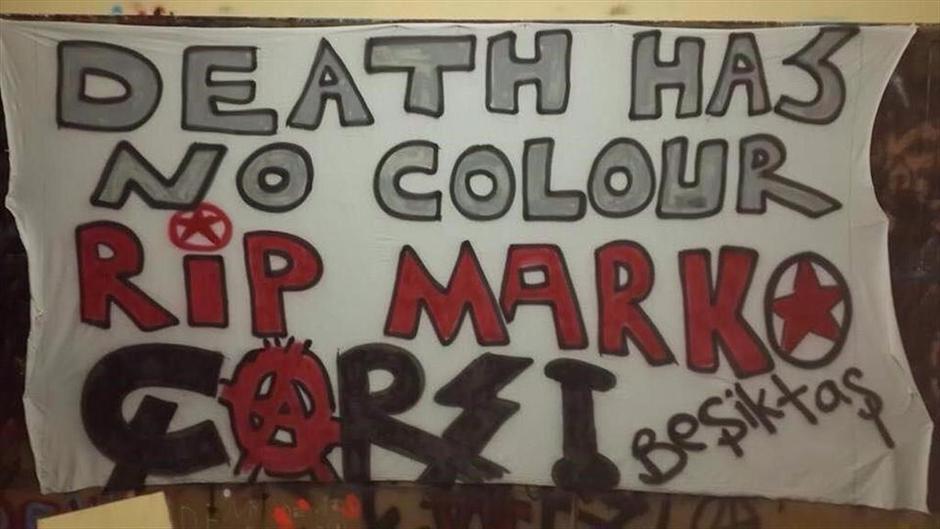 DEATH HAS
NO COLOUR
RIP MARKO
ÇARŞI
Beşiktaş